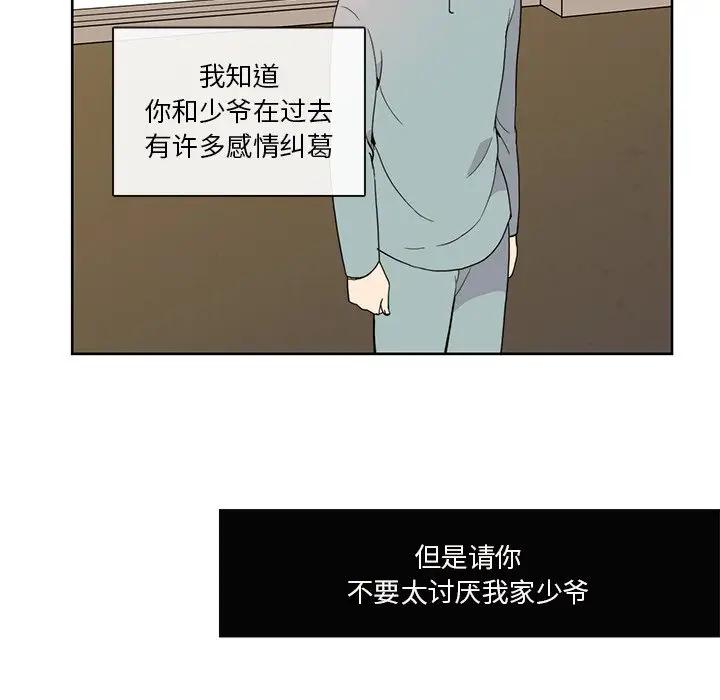 我知道
你和少爷在过去
有许多感情纠葛
但是请你
不要太讨厌我家少爷